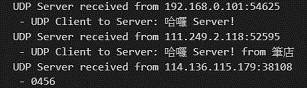 UDP Server received from 192.168.0.101:54625
- UDP Client to Server: 哈囉 Server!
UDP Server received from 111.249.2.118:52595
- UDP Client to Server: 哈囉 Server! from 筆店
UDP Server received from 114.136.115.179:38108
- 0456